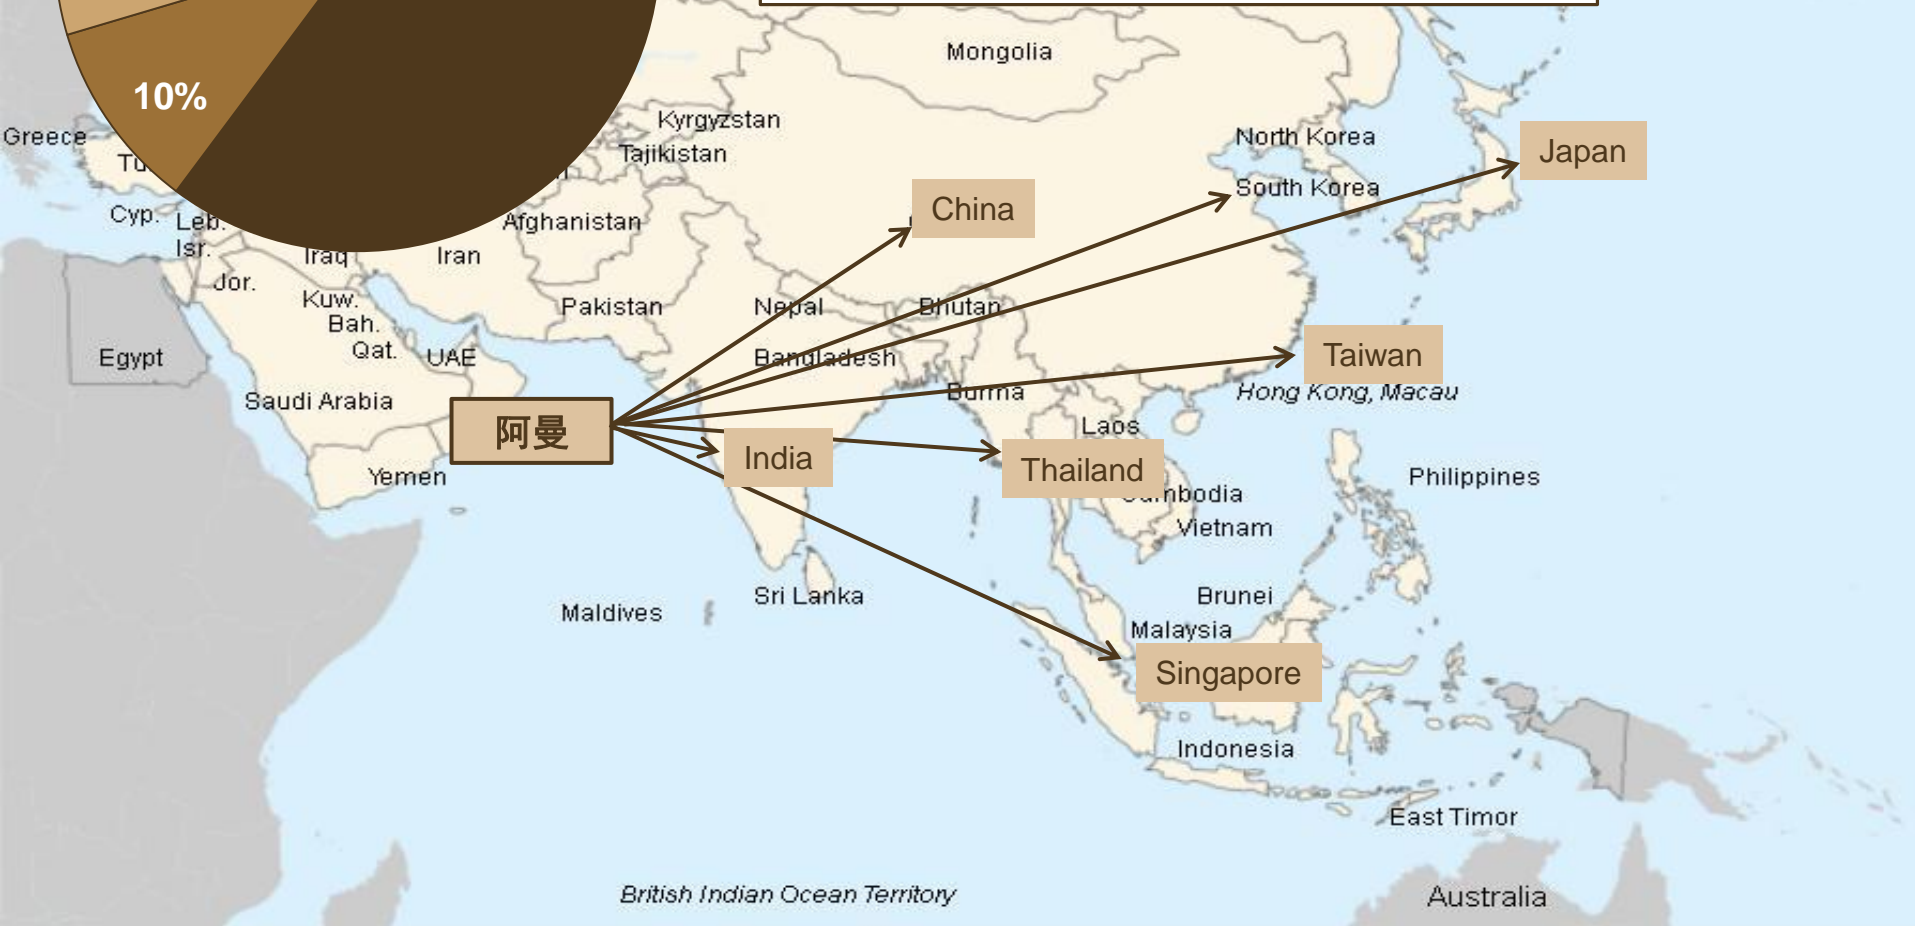 Mongolia
10%
Kyrgyzstan
Greece
North Korea
Japan
Tajikistan
Tu
South Korea
China
Cyp.
Leb.
Afghanistan
Isr.
Iraq
Iran
Jor.
Kuw.
Pakistan
Nepal
Bhutan
Bah.
Qat.
UAE
Egypt
Bangladesh
Taiwan
Burma
Hong Kong, Macau
Saudi Arabia
Laos
阿曼
India
Thailand
Yemen
Philippines
Cambodia
Vietnam
Sri Lanka
Brunei
Maldives
Malaysia
Singapore
Indonesia
East Timor
British Indian Ocean Territory
Australia